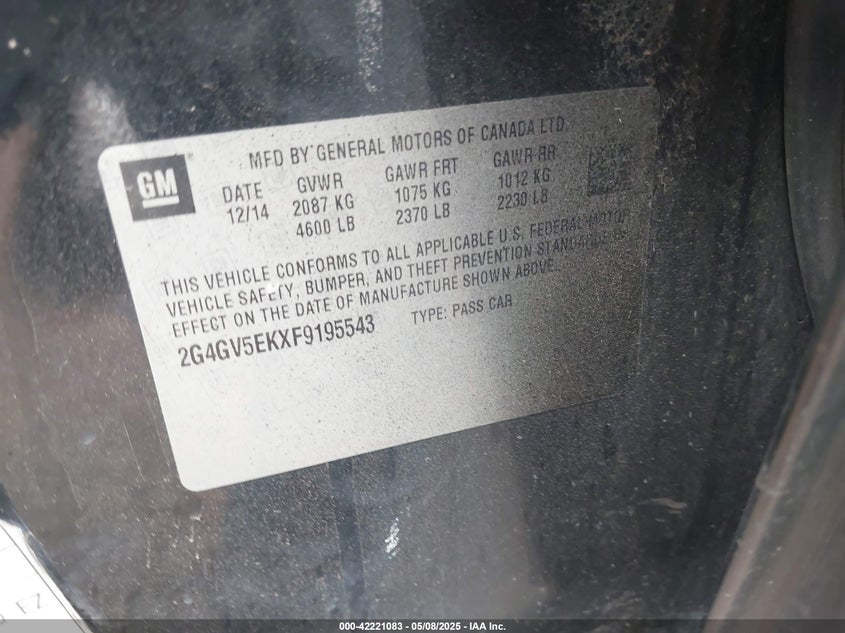 MFD BY GENERAL MOTORS OF CANADA LTD.
GM
DATE GVWR GAWR FRT GAWR RR
12/14 2087 KG 1075 KG 1012 KG
4600 LB 2370 LB 2230 LB
THIS VEHICLE CONFORMS TO ALL APPLICABLE U.S. FEDERAL MOTOR
VEHICLE SAFETY, BUMPER, AND THEFT PREVENTION STANDARDS IN
EFFECT ON THE DATE OF MANUFACTURE SHOWN ABOVE.
2G4GV5EKXF9195543 TYPE: PASS CAR
000-42221083 - 05/08/2025 - IAA Inc.